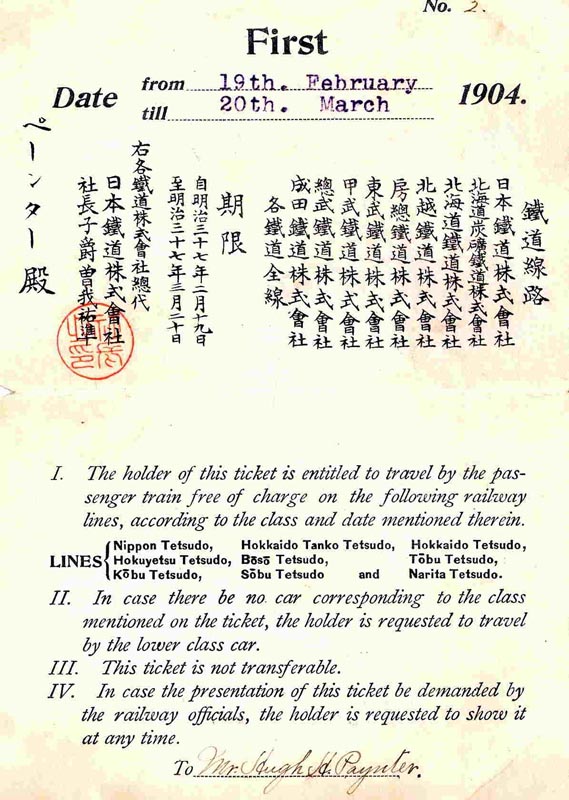 No. 2.
First
Date from 19th. February
till 20th. March 1904.
鐵道線路
日本鐵道株式會社
北海道炭礦鐵道株式會社
北海道鐵道株式會社
北越鐵道株式會社
房總鐵道株式會社
東武鐵道株式會社
甲武鐵道株式會社
總武鐵道株式會社
成田鐵道株式會社
各鐵道全線
期限
自明治三十七年二月十九日
至明治三十七年三月二十日
右各鐵道株式會社總代
日本鐵道株式會社
社長子爵曽我祐準
ペーンター殿
I. The holder of this ticket is entitled to travel by the pas-
senger train free of charge on the following railway
lines, according to the class and date mentioned therein.
LINES
Nippon Tetsudo, Hokkaido Tanko Tetsudo, Hokkaido Tetsudo,
Hokuyetsu Tetsudo, Bōsō Tetsudo, Tōbu Tetsudo,
Kōbu Tetsudo, Sōbu Tetsudo and Narita Tetsudo.
II. In case there be no car corresponding to the class
mentioned on the ticket, the holder is requested to travel
by the lower class car.
III. This ticket is not transferable.
IV. In case the presentation of this ticket be demanded by
the railway officials, the holder is requested to show it
at any time.
To Mr. Hugh H. Paynter.